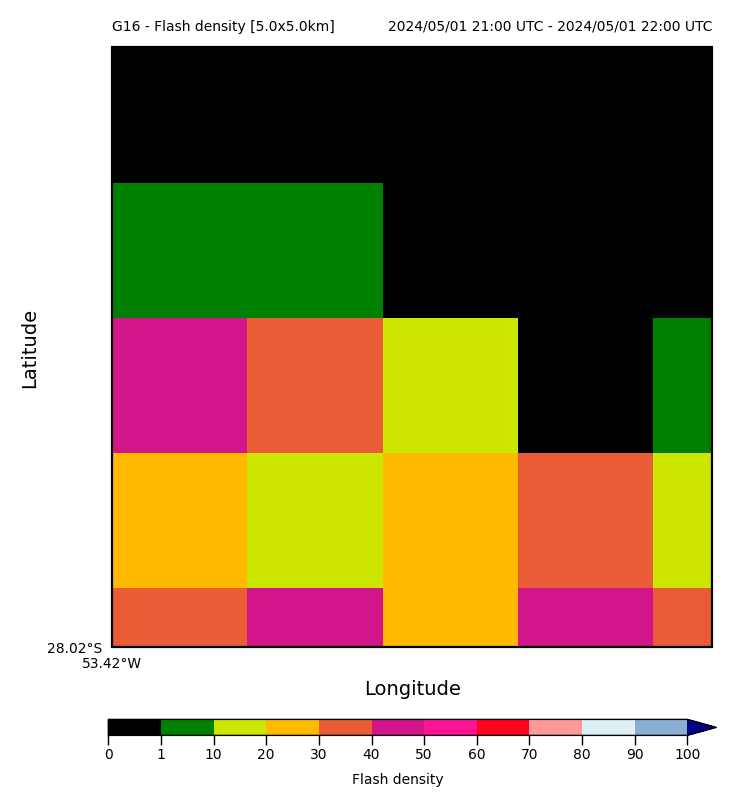 G16 - Flash density [5.0x5.0km] 2024/05/01 21:00 UTC - 2024/05/01 22:00 UTC
Latitude
28.02°S
53.42°W
Longitude
0 1 10 20 30 40 50 60 70 80 90 100
Flash density